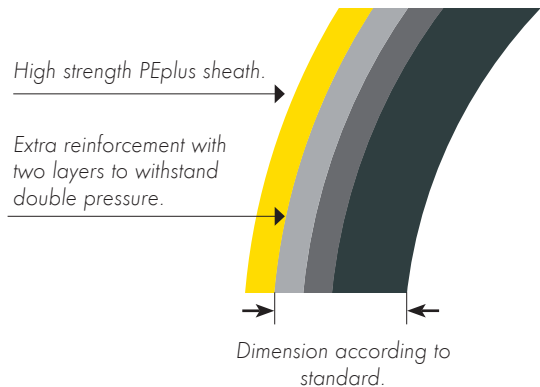 High strength PEplus sheath.
Extra reinforcement with
two layers to withstand
double pressure.
Dimension according to
standard.